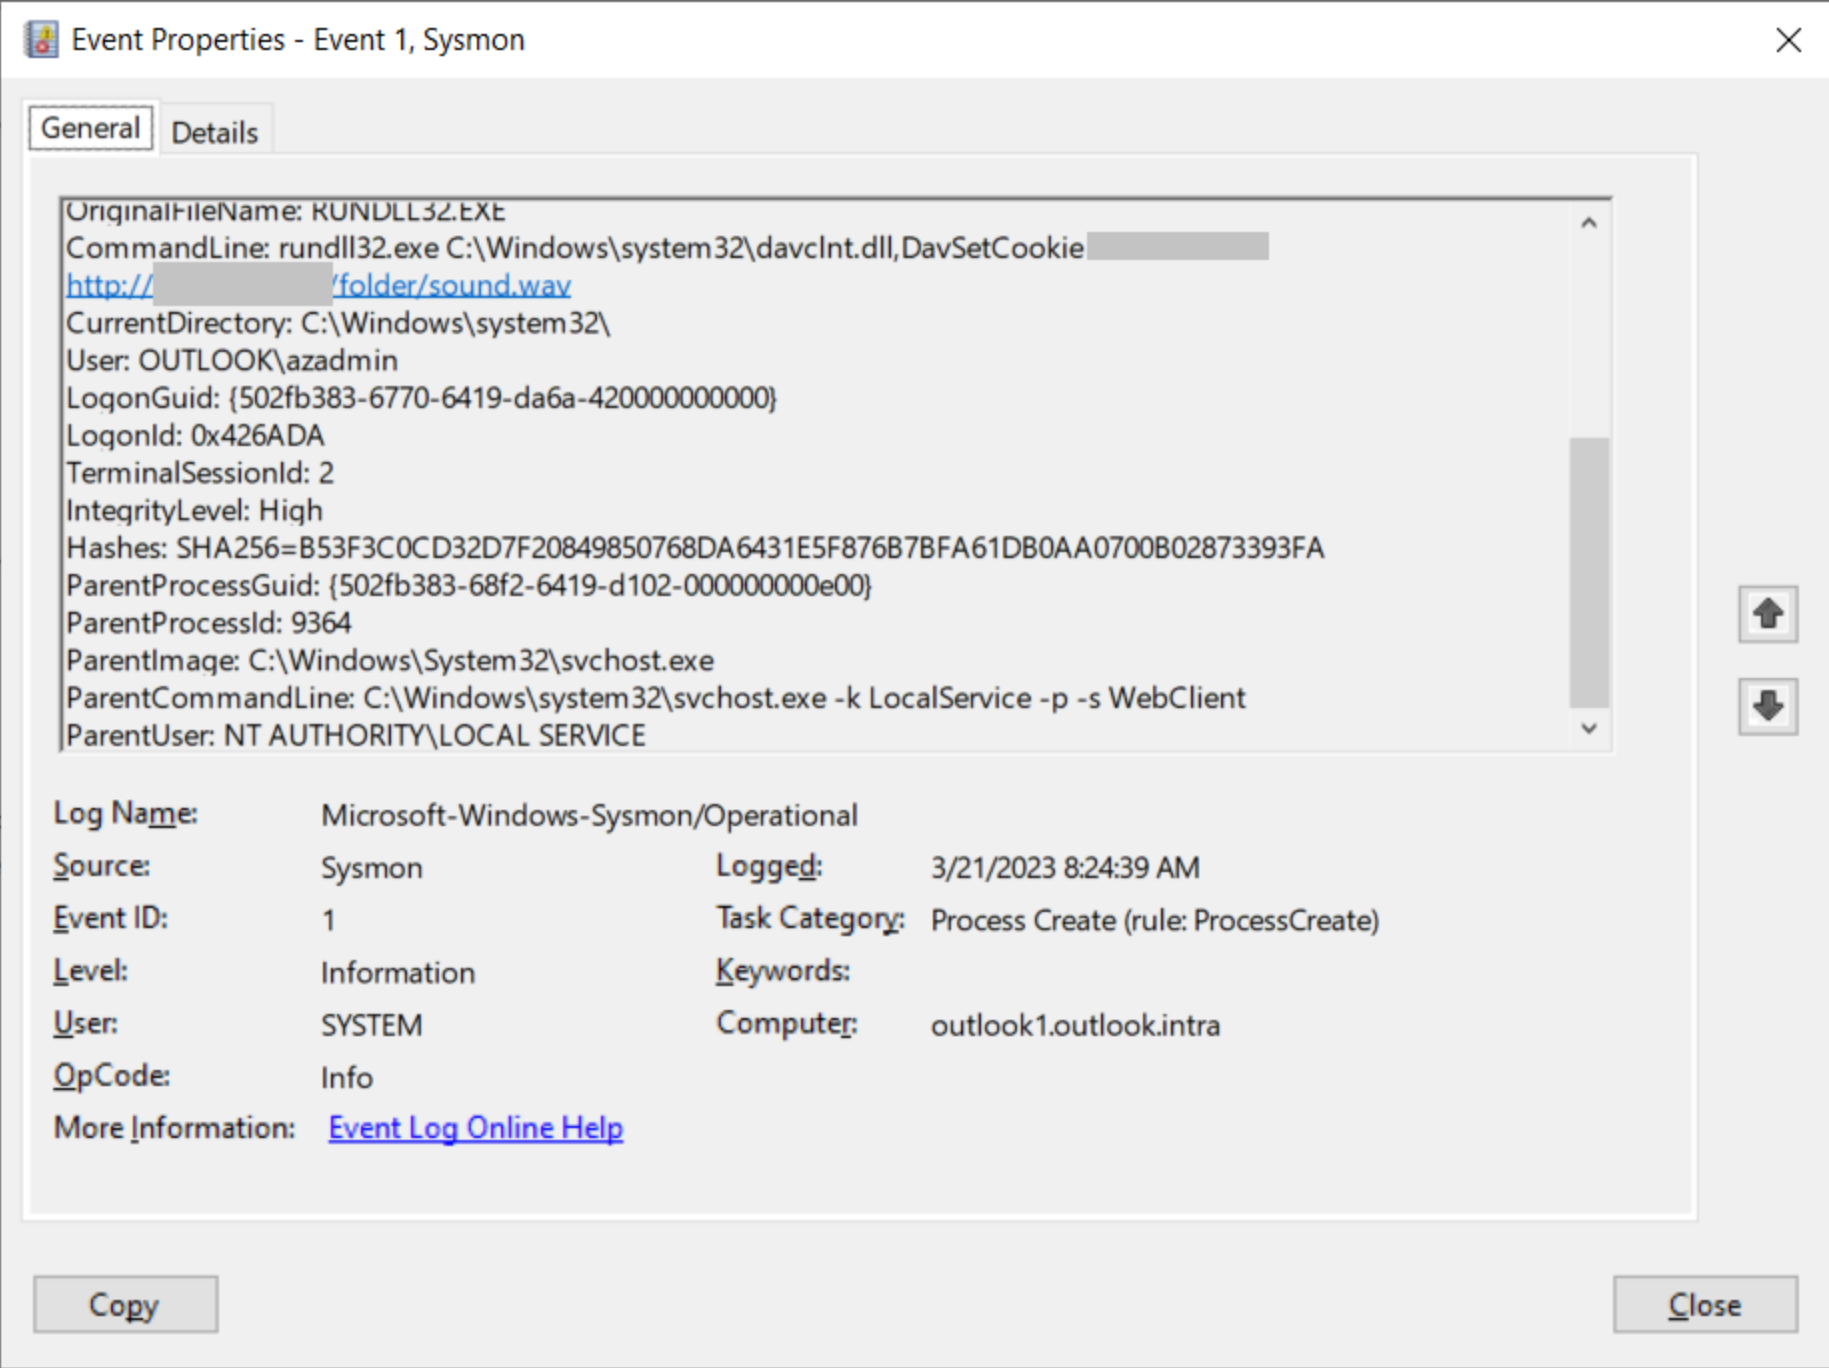 Event Properties - Event 1, Sysmon
General
Details
OriginalFileName: RUNDLL32.EXE
CommandLine: rundll32.exe C:\Windows\system32\davclnt.dll,DavSetCookie
http:// /folder/sound.wav
CurrentDirectory: C:\Windows\system32\
User: OUTLOOK\azadmin
LogonGuid: {502fb383-6770-6419-da6a-420000000000}
LogonId: 0x426ADA
TerminalSessionId: 2
IntegrityLevel: High
Hashes: SHA256=B53F3C0CD32D7F20849850768DA6431E5F876B7BFA61DB0AA0700B02873393FA
ParentProcessGuid: {502fb383-68f2-6419-d102-000000000e00}
ParentProcessId: 9364
ParentImage: C:\Windows\System32\svchost.exe
ParentCommandLine: C:\Windows\system32\svchost.exe -k LocalService -p -s WebClient
ParentUser: NT AUTHORITY\LOCAL SERVICE
Log Name: Microsoft-Windows-Sysmon/Operational
Source: Sysmon Logged: 3/21/2023 8:24:39 AM
Event ID: 1 Task Category: Process Create (rule: ProcessCreate)
Level: Information Keywords:
User: SYSTEM Computer: outlook1.outlook.intra
OpCode: Info
More Information: Event Log Online Help
Copy
Close